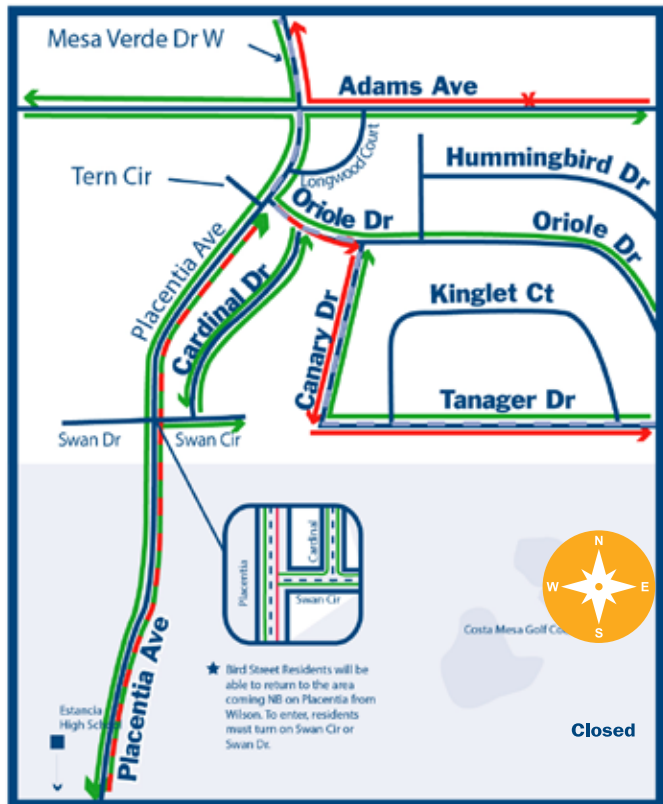 Mesa Verde Dr W
Adams Ave
Longwood Court
Hummingbird Dr
Tern Cir
Oriole Dr
Oriole Dr
Placentia Ave
Cardinal Dr
Canary Dr
Kinglet Ct
Tanager Dr
Swan Dr
Swan Cir
Placentia
Cardinal
Swan Cir
N
W
E
S
Costa Mesa Golf
★ Bird Street Residents will be
able to return to the area
coming NB on Placentia from
Wilson. To enter, residents
must turn on Swan Cir or
Swan Dr.
Estancia
High School
Placentia Ave
Closed